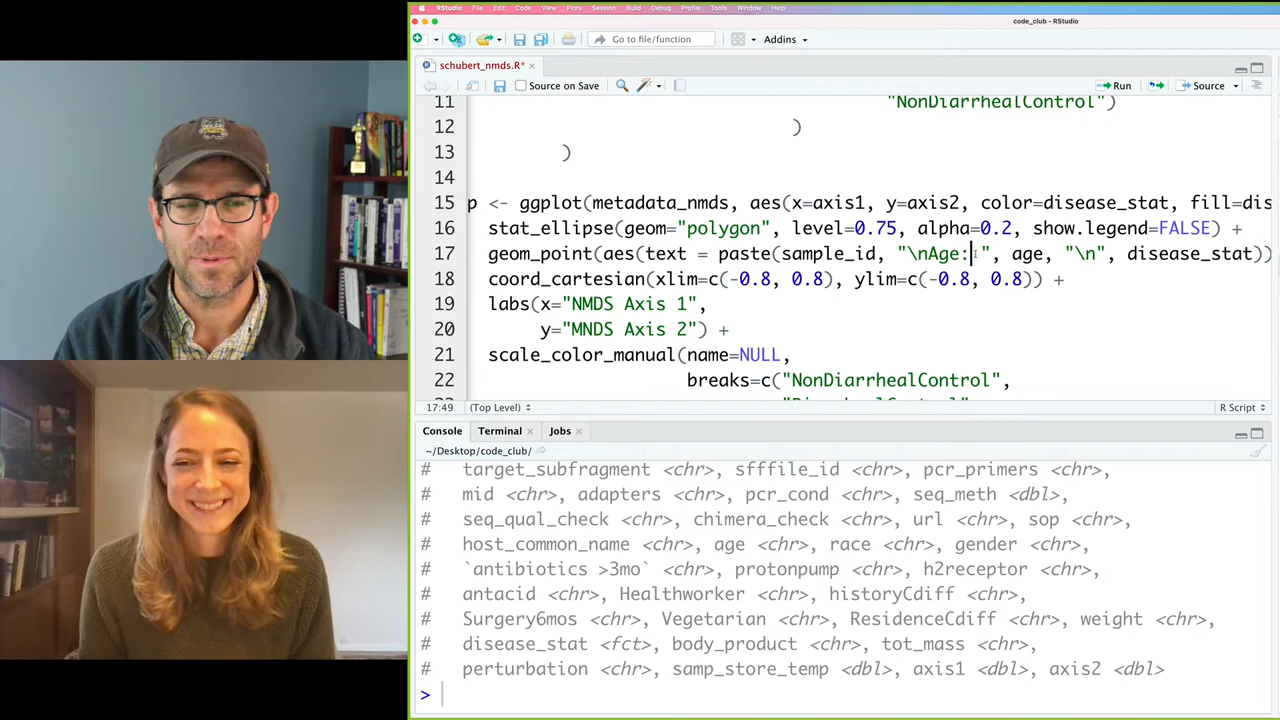 RStudio File Edit Code View Plots Session Build Debug Profile Tools Window Help
code_club - RStudio
Go to file/function Addins
schubert_nmds.R*
Source on Save Run Source
11 "NonDiarrhealControl")
12 )
13 )
14
15 p <- ggplot(metadata_nmds, aes(x=axis1, y=axis2, color=disease_stat, fill=dis
16 stat_ellipse(geom="polygon", level=0.75, alpha=0.2, show.legend=FALSE) +
17 geom_point(aes(text = paste(sample_id, "\nAge: ", age, "\n", disease_stat))
18 coord_cartesian(xlim=c(-0.8, 0.8), ylim=c(-0.8, 0.8)) +
19 labs(x="NMDS Axis 1",
20 y="MNDS Axis 2") +
21 scale_color_manual(name=NULL,
22 breaks=c("NonDiarrhealControl",
17:49 (Top Level) R Script
Console Terminal Jobs
~/Desktop/code_club/
# target_subfragment <chr>, sfffile_id <chr>, pcr_primers <chr>,
# mid <chr>, adapters <chr>, pcr_cond <chr>, seq_meth <dbl>,
# seq_qual_check <chr>, chimera_check <chr>, url <chr>, sop <chr>,
# host_common_name <chr>, age <chr>, race <chr>, gender <chr>,
# `antibiotics >3mo` <chr>, protonpump <chr>, h2receptor <chr>,
# antacid <chr>, Healthworker <chr>, historyCdiff <chr>,
# Surgery6mos <chr>, Vegetarian <chr>, ResidenceCdiff <chr>, weight <chr>,
# disease_stat <fct>, body_product <chr>, tot_mass <chr>,
# perturbation <chr>, samp_store_temp <dbl>, axis1 <dbl>, axis2 <dbl>
>